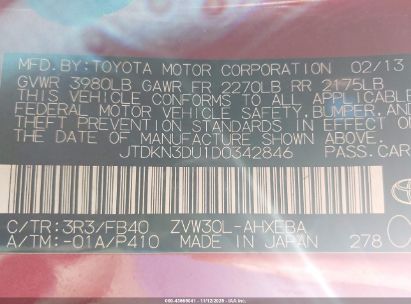 MFD.BY:TOYOTA MOTOR CORPORATION 02/13
GVWR 3980LB GAWR FR 2270LB RR 2175LB
THIS VEHICLE CONFORMS TO ALL APPLICABLE
FEDERAL MOTOR VEHICLE SAFETY,BUMPER,AND
THEFT PREVENTION STANDARDS IN EFFECT ON
THE DATE OF MANUFACTURE SHOWN ABOVE.
JTDKN3DU1D0342846 PASS.CAR
C/TR:3R3/FB40 ZVW30L-AHXEBA
A/TM:-01A/P410 MADE IN JAPAN 278